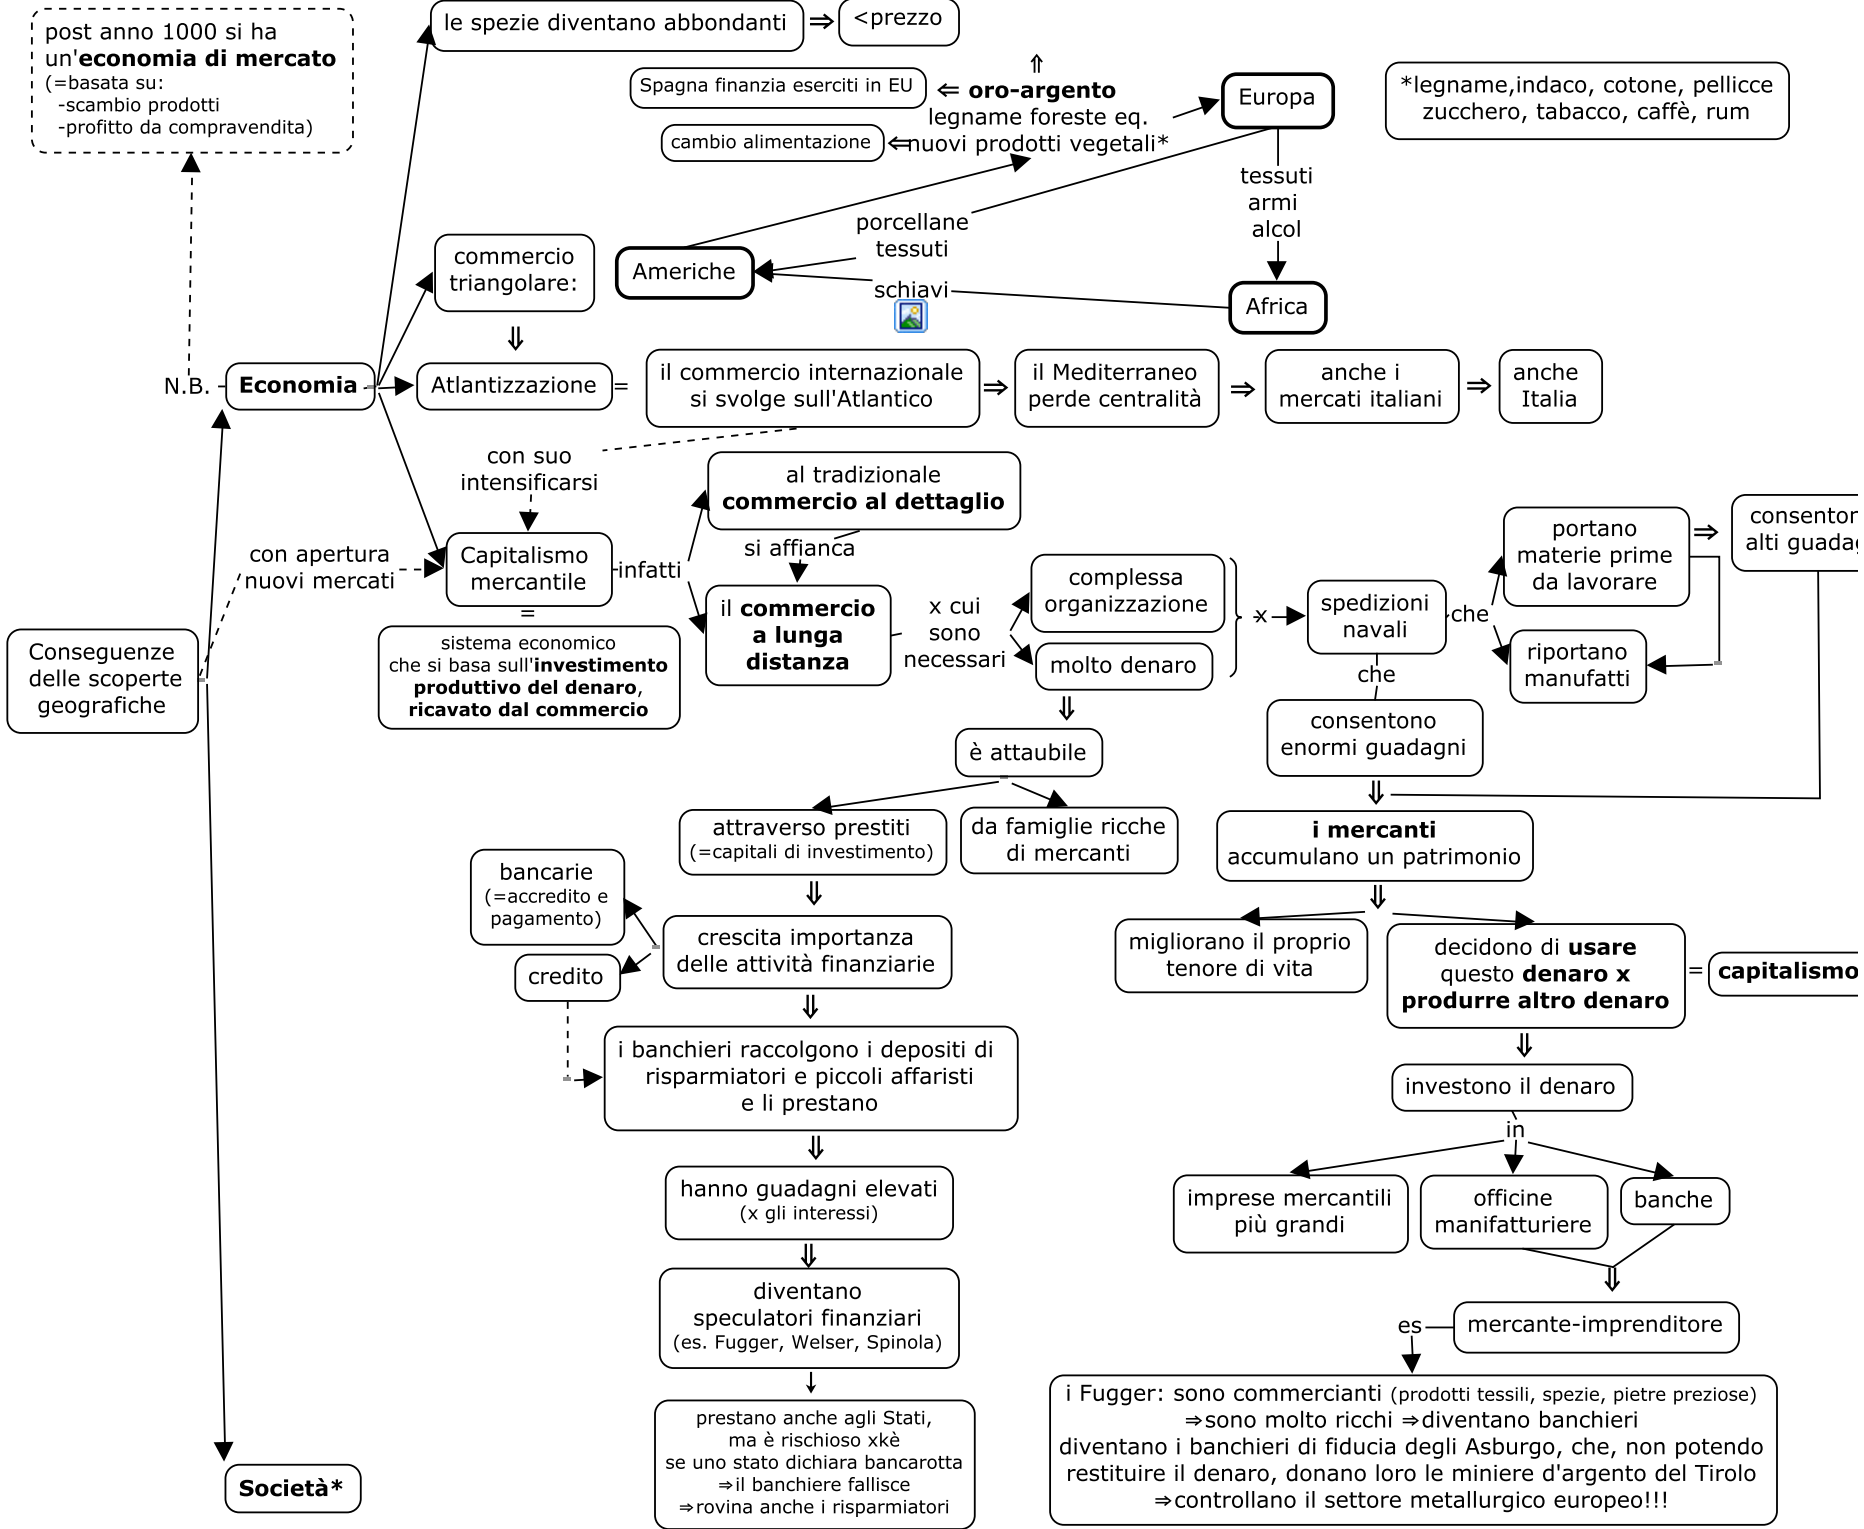 post anno 1000 si ha
un'economia di mercato
(=basata su:
-scambio prodotti
-profitto da compravendita)
le spezie diventano abbondanti ⇒ <prezzo
⇑
Spagna finanzia eserciti in EU ⇐ oro-argento
legname foreste eq.
cambio alimentazione ⇐ nuovi prodotti vegetali*
Europa
*legname,indaco, cotone, pellicce
zucchero, tabacco, caffè, rum
tessuti
armi
alcol
porcellane
tessuti
commercio
triangolare:
Americhe
schiavi
Africa
⇓
N.B.
Economia
Atlantizzazione =
il commercio internazionale
si svolge sull'Atlantico
⇒
il Mediterraneo
perde centralità
⇒
anche i
mercati italiani
⇒
anche
Italia
con suo
intensificarsi
al tradizionale
commercio al dettaglio
si affianca
con apertura
nuovi mercati
Capitalismo
mercantile
infatti
=
sistema economico
che si basa sull'investimento
produttivo del denaro,
ricavato dal commercio
il commercio
a lunga
distanza
x cui
sono
necessari
complessa
organizzazione
molto denaro
x
spedizioni
navali
che
portano
materie prime
da lavorare
⇒
riportano
manufatti
che
consentono
enormi guadagni
Conseguenze
delle scoperte
geografiche
⇓
è attaubile
attraverso prestiti
(=capitali di investimento)
da famiglie ricche
di mercanti
⇓
i mercanti
accumulano un patrimonio
bancarie
(=accredito e
pagamento)
⇓
crescita importanza
delle attività finanziarie
credito
⇓
migliorano il proprio
tenore di vita
decidono di usare
questo denaro x
produrre altro denaro
=
capitalismo
⇓
i banchieri raccolgono i depositi di
risparmiatori e piccoli affaristi
e li prestano
⇓
investono il denaro
in
⇓
hanno guadagni elevati
(x gli interessi)
imprese mercantili
più grandi
officine
manifatturiere
banche
⇓
diventano
speculatori finanziari
(es. Fugger, Welser, Spinola)
⇓
mercante-imprenditore
es
↓
prestano anche agli Stati,
ma è rischioso xkè
se uno stato dichiara bancarotta
⇒il banchiere fallisce
⇒rovina anche i risparmiatori
i Fugger: sono commercianti (prodotti tessili, spezie, pietre preziose)
⇒sono molto ricchi ⇒diventano banchieri
diventano i banchieri di fiducia degli Asburgo, che, non potendo
restituire il denaro, donano loro le miniere d'argento del Tirolo
⇒controllano il settore metallurgico europeo!!!
Società*
alti